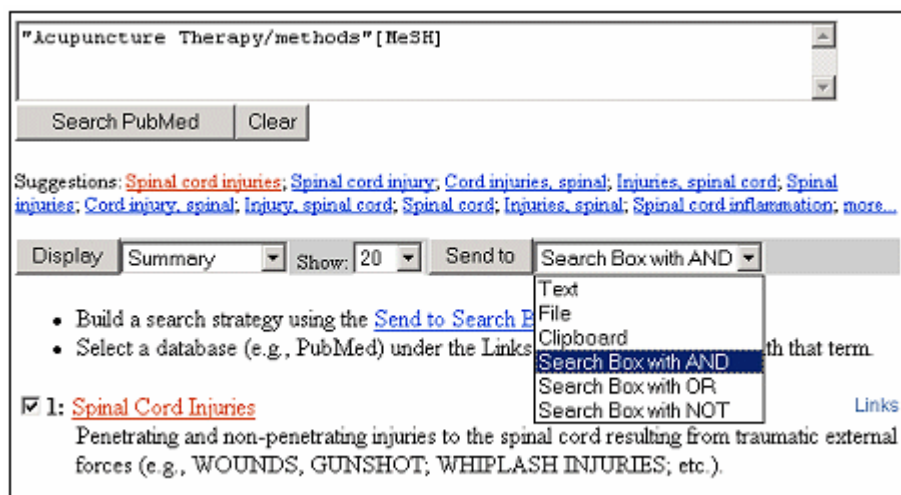 "Acupuncture Therapy/methods"[MeSH]
Search PubMed Clear
Suggestions: Spinal cord injuries; Spinal cord injury; Cord injuries, spinal; Injuries, spinal cord; Spinal
injuries; Cord injury, spinal; Injury, spinal cord; Spinal cord; Injuries, spinal; Spinal cord inflammation; more...
Display Summary Show: 20 Send to Search Box with AND
Text
File
Clipboard
Search Box with AND
Search Box with OR
Search Box with NOT
• Build a search strategy using the Send to Search B
• Select a database (e.g., PubMed) under the Links th that term.
1: Spinal Cord Injuries Links
Penetrating and non-penetrating injuries to the spinal cord resulting from traumatic external
forces (e.g., WOUNDS, GUNSHOT; WHIPLASH INJURIES; etc.).